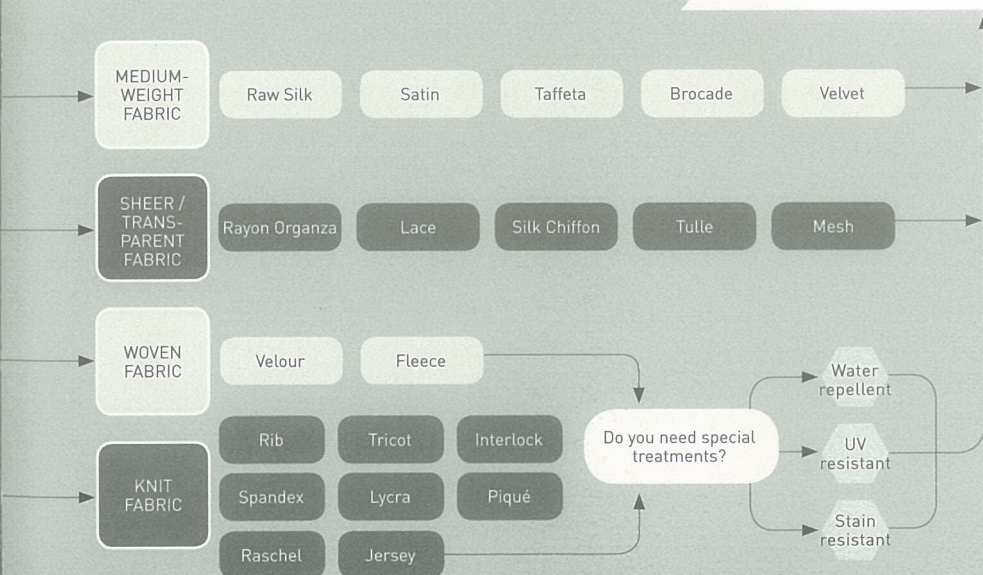 MEDIUM-
WEIGHT
FABRIC
Raw Silk
Satin
Taffeta
Brocade
Velvet
SHEER /
TRANS-
PARENT
FABRIC
Rayon Organza
Lace
Silk Chiffon
Tulle
Mesh
WOVEN
FABRIC
Velour
Fleece
KNIT
FABRIC
Rib
Tricot
Interlock
Spandex
Lycra
Piqué
Raschel
Jersey
Do you need special
treatments?
Water
repellent
UV
resistant
Stain
resistant